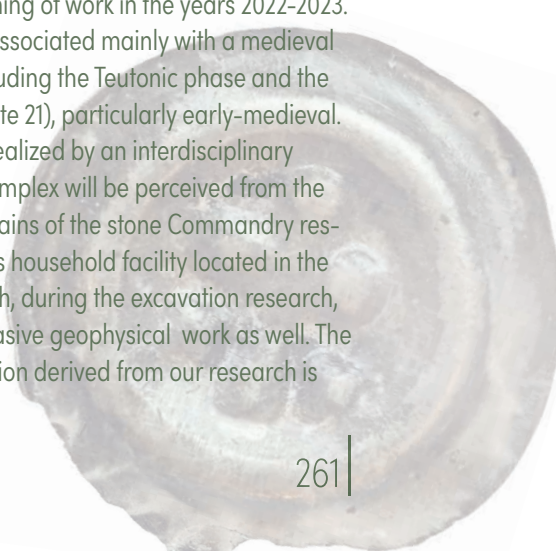 ning of work in the years 2022-2023.
ssociated mainly with a medieval
uding the Teutonic phase and the
te 21), particularly early-medieval.
ealized by an interdisciplinary
mplex will be perceived from the
ains of the stone Commandry res-
s household facility located in the
h, during the excavation research,
asive geophysical work as well. The
ion derived from our research is
261